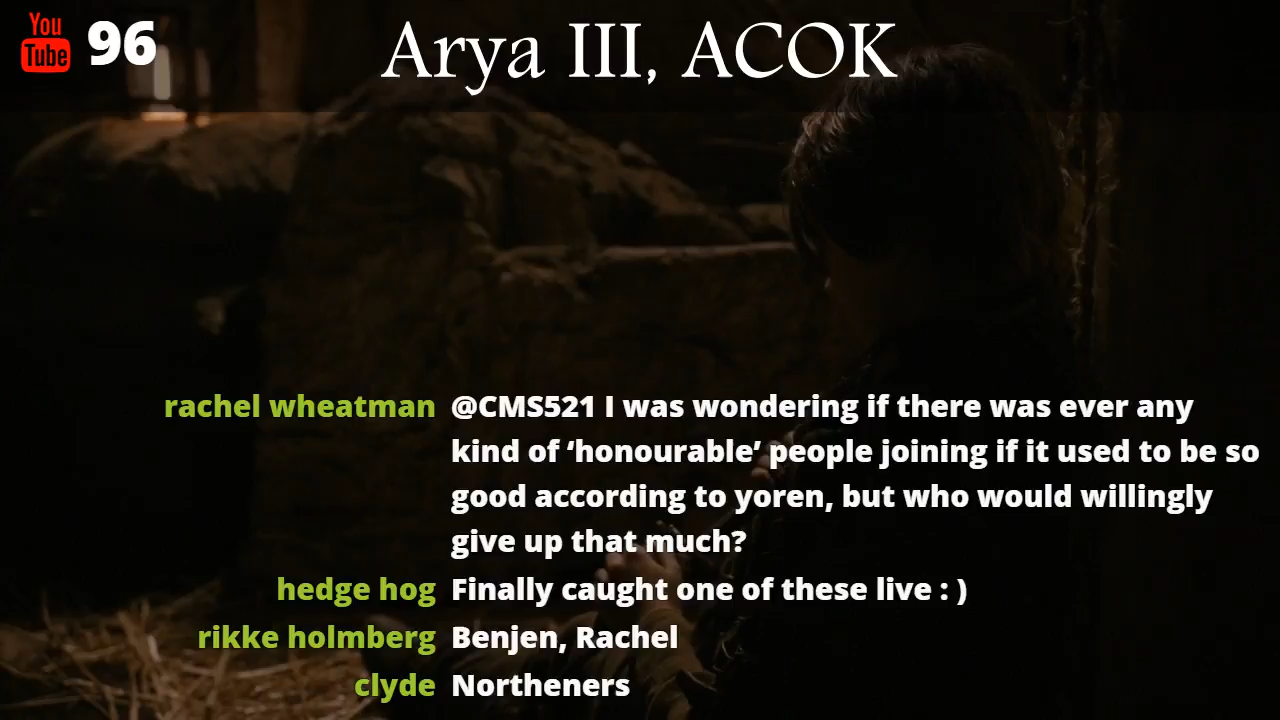 You Tube 96
Arya III, ACOK
rachel wheatman @CMS521 I was wondering if there was ever any
kind of ‘honourable’ people joining if it used to be so
good according to yoren, but who would willingly
give up that much?
hedge hog Finally caught one of these live : )
rikke holmberg Benjen, Rachel
clyde Northeners